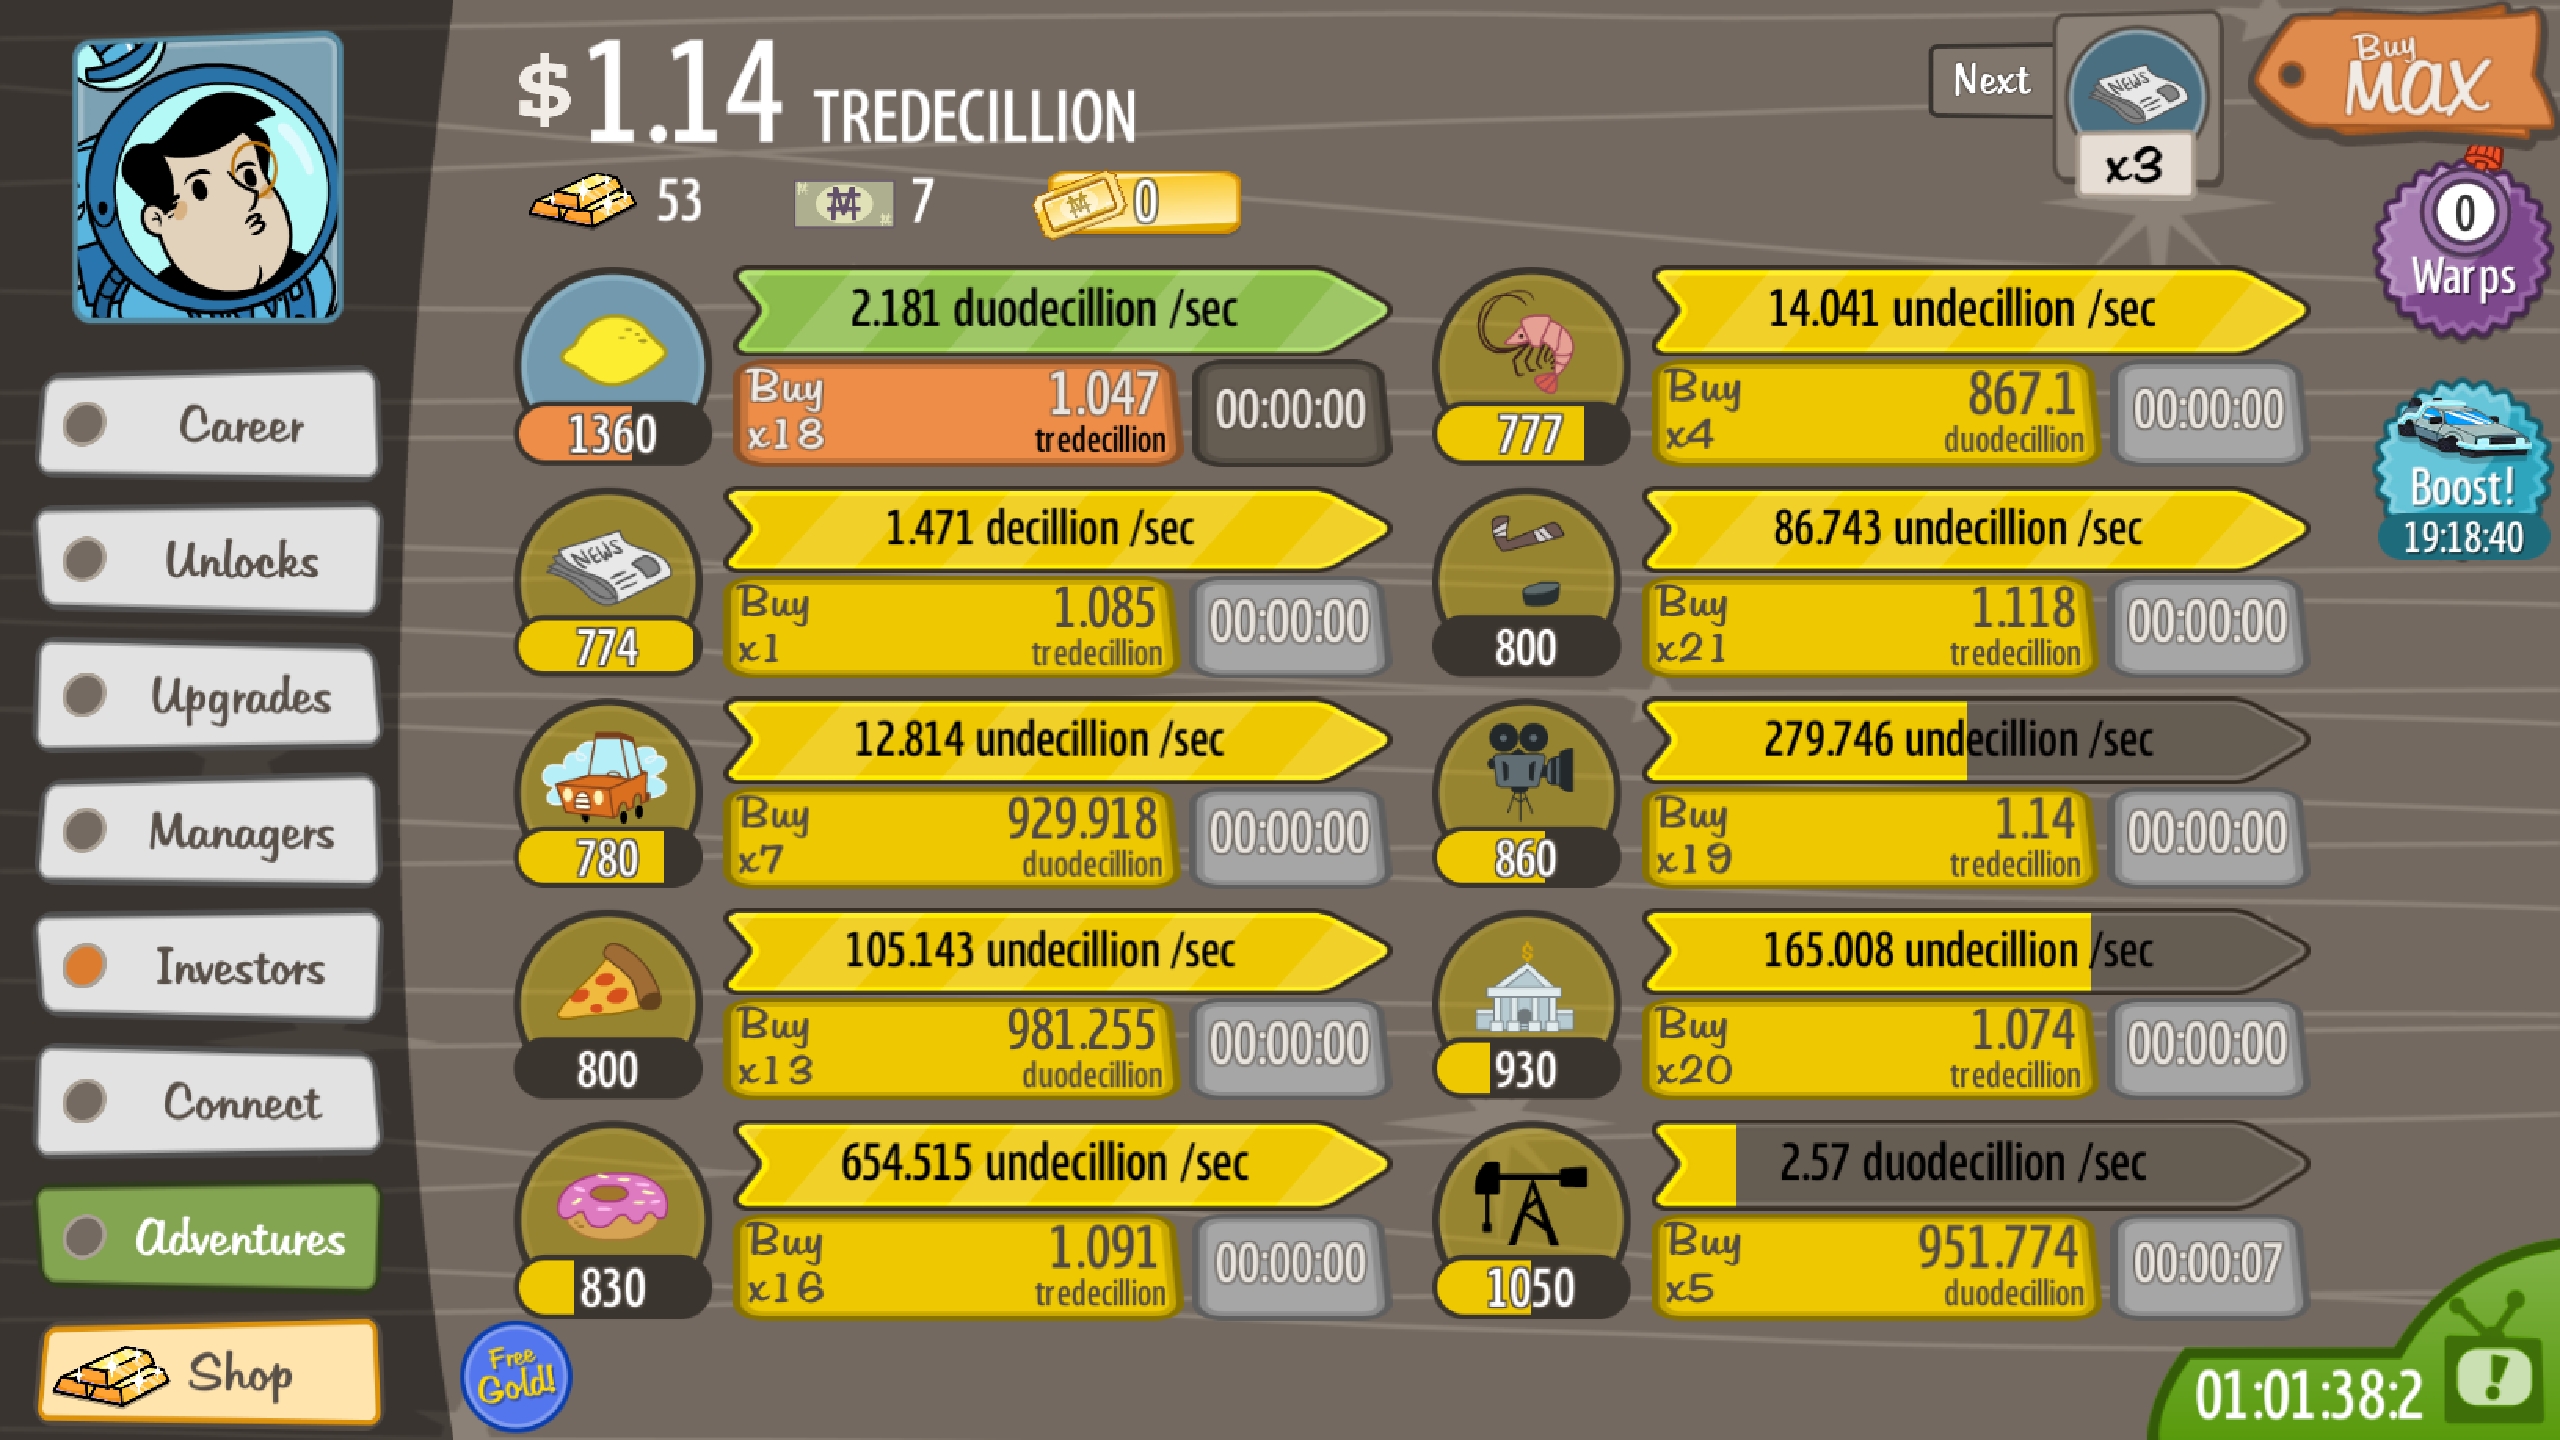 $1.14 TREDECILLION
53
7
0
Next
NEWS
x3
Buy
MAX
0
Warps
Boost!
19:18:40
Career
Unlocks
Upgrades
Managers
Investors
Connect
Adventures
Shop
2.181 duodecillion /sec
1360
Buy
x18
1.047
tredecillion
00:00:00
14.041 undecillion /sec
777
Buy
x4
867.1
duodecillion
00:00:00
NEWS
1.471 decillion /sec
774
Buy
x1
1.085
tredecillion
00:00:00
86.743 undecillion /sec
800
Buy
x21
1.118
tredecillion
00:00:00
12.814 undecillion /sec
780
Buy
x7
929.918
duodecillion
00:00:00
279.746 undecillion /sec
860
Buy
x19
1.14
tredecillion
00:00:00
105.143 undecillion /sec
800
Buy
x13
981.255
duodecillion
00:00:00
165.008 undecillion /sec
930
Buy
x20
1.074
tredecillion
00:00:00
654.515 undecillion /sec
830
Buy
x16
1.091
tredecillion
00:00:00
2.57 duodecillion /sec
1050
Buy
x5
951.774
duodecillion
00:00:07
Free
Gold!
01:01:38:2